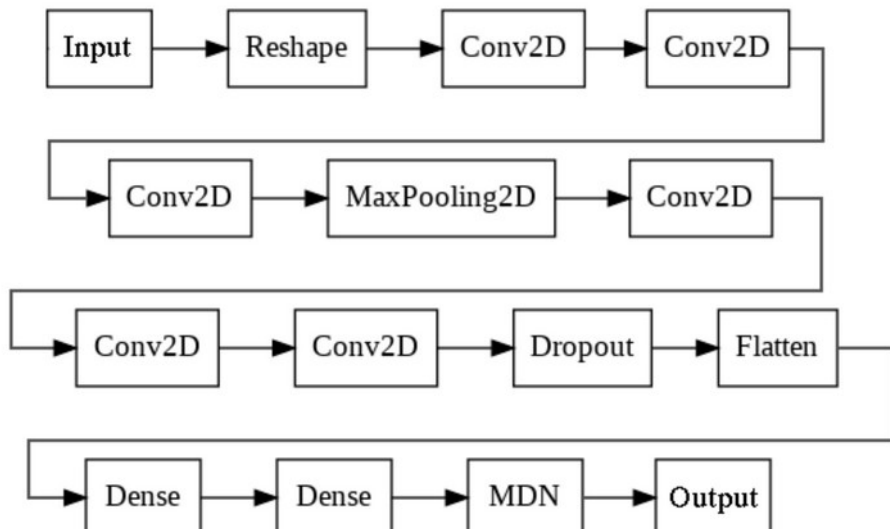 Input Reshape Conv2D Conv2D
Conv2D MaxPooling2D Conv2D
Conv2D Conv2D Dropout Flatten
Dense Dense MDN Output